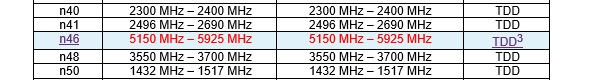 n40 2300 MHz – 2400 MHz 2300 MHz – 2400 MHz TDD
n41 2496 MHz – 2690 MHz 2496 MHz – 2690 MHz TDD
n46 5150 MHz – 5925 MHz 5150 MHz – 5925 MHz TDD3
n48 3550 MHz – 3700 MHz 3550 MHz – 3700 MHz TDD
n50 1432 MHz – 1517 MHz 1432 MHz – 1517 MHz TDD